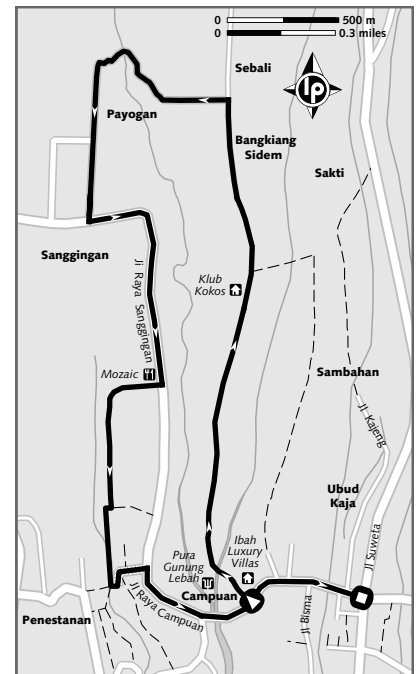 0 500 m
0 0.3 miles
lp
Sebali
Payogan
Bangkiang
Sidem
Sakti
Sanggingan
Jl Raya Sanggingan
Klub
Kokos
Mozaic
Sambahan
Jl Kajeng
Ubud
Kaja
Jl Suweta
Pura
Gunung
Lebah
Ibah
Luxury
Villas
Campuan
Jl Raya Campuan
Jl Bisma
Penestanan